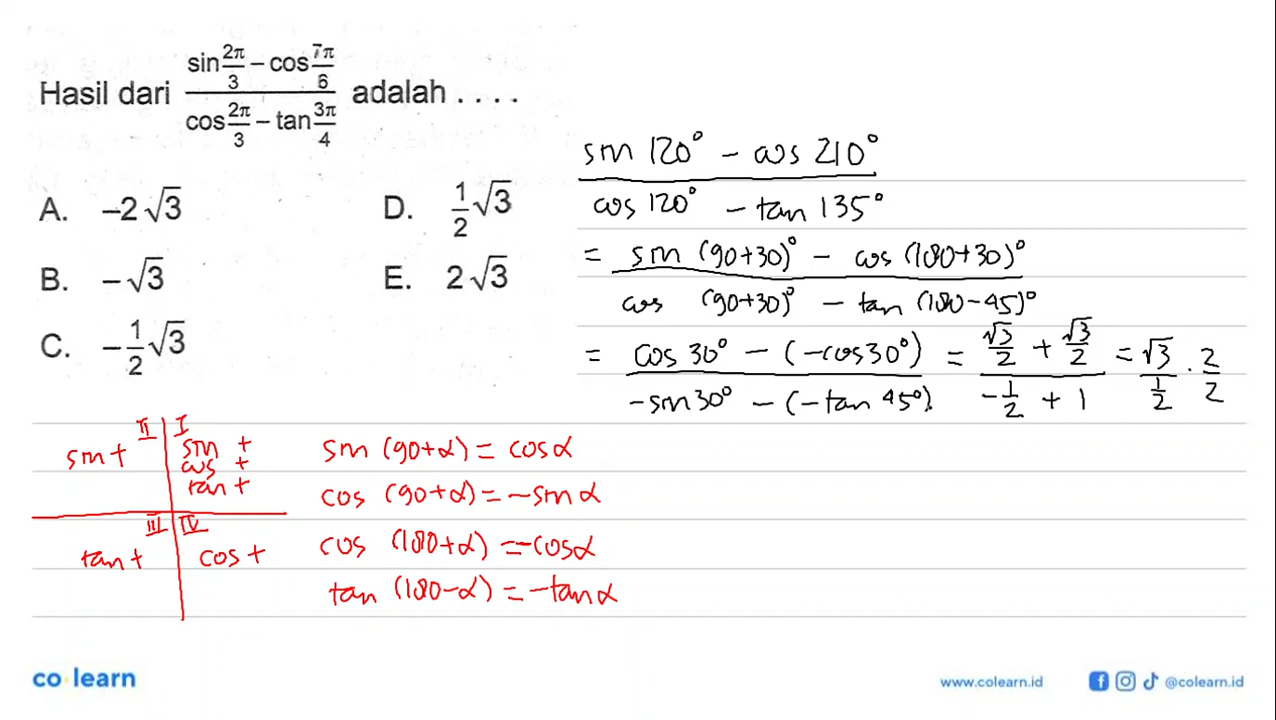 Hasil dari (sin 2π/3 − cos 7π/6)/(cos 2π/3 − tan 3π/4) adalah . . . .
A. −2√3
B. −√3
C. −1/2 √3
D. 1/2 √3
E. 2√3
(sin 120° − cos 210°)/(cos 120° − tan 135°)
= (sin (90+30)° − cos (180+30)°)/(cos (90+30)° − tan (180−45)°)
= (cos 30° − (−cos 30°))/(−sin 30° − (−tan 45°)) = (√3/2 + √3/2)/(−1/2 + 1) = √3/(1/2) . 2/2
II I
sin +
sin +
cos +
tan +
III IV
tan + cos +
sin (90+α) = cos α
cos (90+α) = −sin α
cos (180+α) = −cos α
tan (180−α) = −tan α
co learn
www.colearn.id
@colearn.id